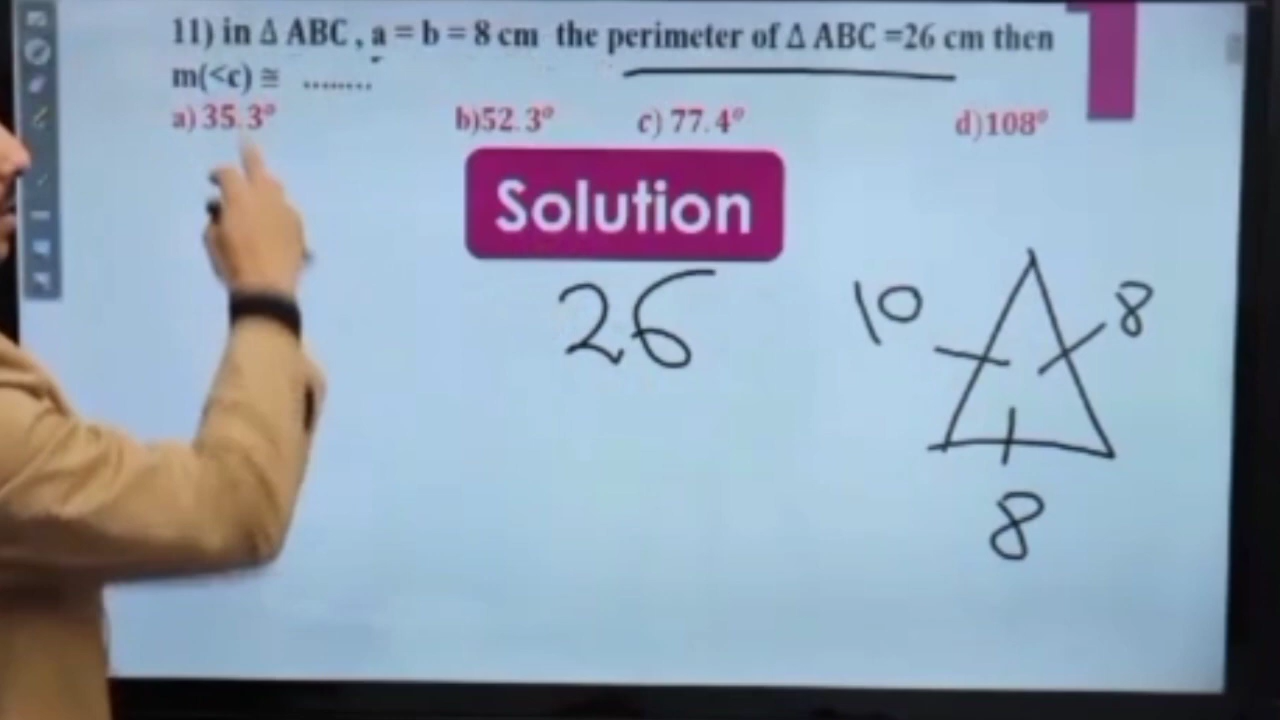 11) in Δ ABC , a = b = 8 cm the perimeter of Δ ABC =26 cm then
m(<c) ≅ ........
a) 35.3° b)52.3° c) 77.4° d)108°
Solution
26
10
8
8